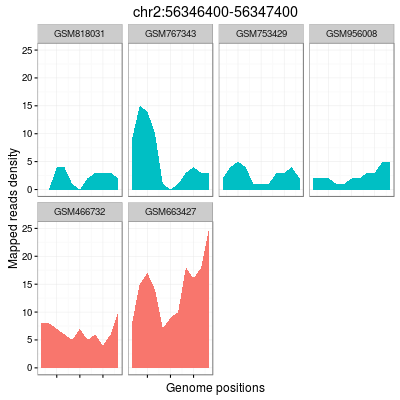 chr2:56346400-56347400
GSM818031 GSM767343 GSM753429 GSM956008
25
20
15
10
5
0
Mapped reads density
GSM466732 GSM663427
25
20
15
10
5
0
Genome positions